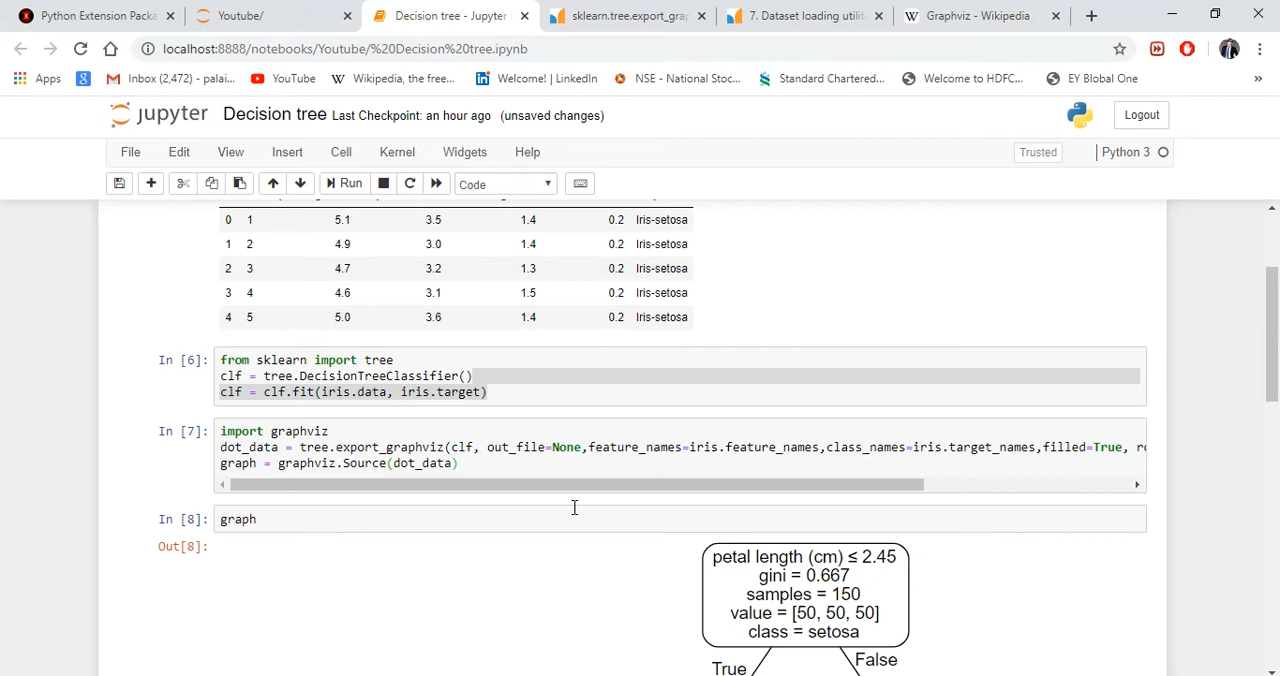 Python Extension Packa
Youtube/
Decision tree - Jupyter
sklearn.tree.export_grap
7. Dataset loading utilit
Graphviz - Wikipedia
localhost:8888/notebooks/Youtube/%20Decision%20tree.ipynb
Apps
Inbox (2,472) - palai...
YouTube
Wikipedia, the free...
Welcome! | LinkedIn
NSE - National Stoc...
Standard Chartered...
Welcome to HDFC...
EY Blobal One
»
jupyter Decision tree Last Checkpoint: an hour ago (unsaved changes)
Logout
File Edit View Insert Cell Kernel Widgets Help
Trusted
Python 3
Run
Code
0 1 5.1 3.5 1.4 0.2 Iris-setosa
1 2 4.9 3.0 1.4 0.2 Iris-setosa
2 3 4.7 3.2 1.3 0.2 Iris-setosa
3 4 4.6 3.1 1.5 0.2 Iris-setosa
4 5 5.0 3.6 1.4 0.2 Iris-setosa
In [6]: from sklearn import tree
clf = tree.DecisionTreeClassifier()
clf = clf.fit(iris.data, iris.target)
In [7]: import graphviz
dot_data = tree.export_graphviz(clf, out_file=None,feature_names=iris.feature_names,class_names=iris.target_names,filled=True, ro
graph = graphviz.Source(dot_data)
In [8]: graph
Out[8]:
petal length (cm) ≤ 2.45
gini = 0.667
samples = 150
value = [50, 50, 50]
class = setosa
True
False